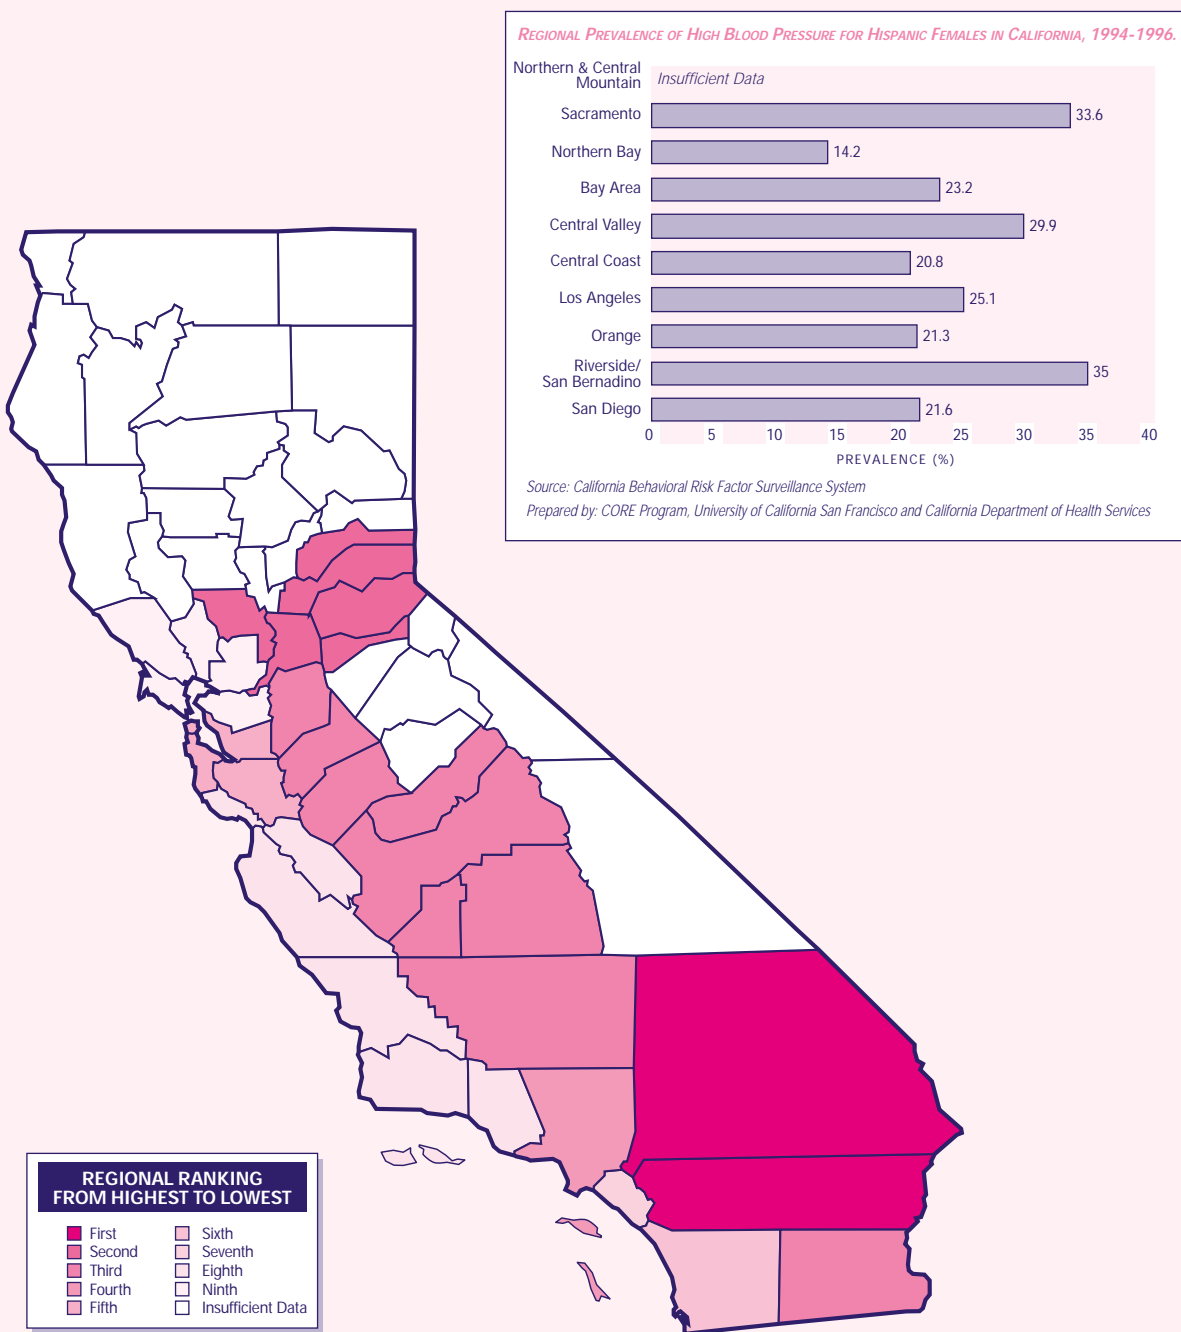 REGIONAL PREVALENCE OF HIGH BLOOD PRESSURE FOR HISPANIC FEMALES IN CALIFORNIA, 1994-1996.
Northern & Central
Mountain
Insufficient Data
Sacramento
33.6
Northern Bay
14.2
Bay Area
23.2
Central Valley
29.9
Central Coast
20.8
Los Angeles
25.1
Orange
21.3
Riverside/
San Bernadino
35
San Diego
21.6
0 5 10 15 20 25 30 35 40
PREVALENCE (%)
Source: California Behavioral Risk Factor Surveillance System
Prepared by: CORE Program, University of California San Francisco and California Department of Health Services
REGIONAL RANKING
FROM HIGHEST TO LOWEST
First
Second
Third
Fourth
Fifth
Sixth
Seventh
Eighth
Ninth
Insufficient Data